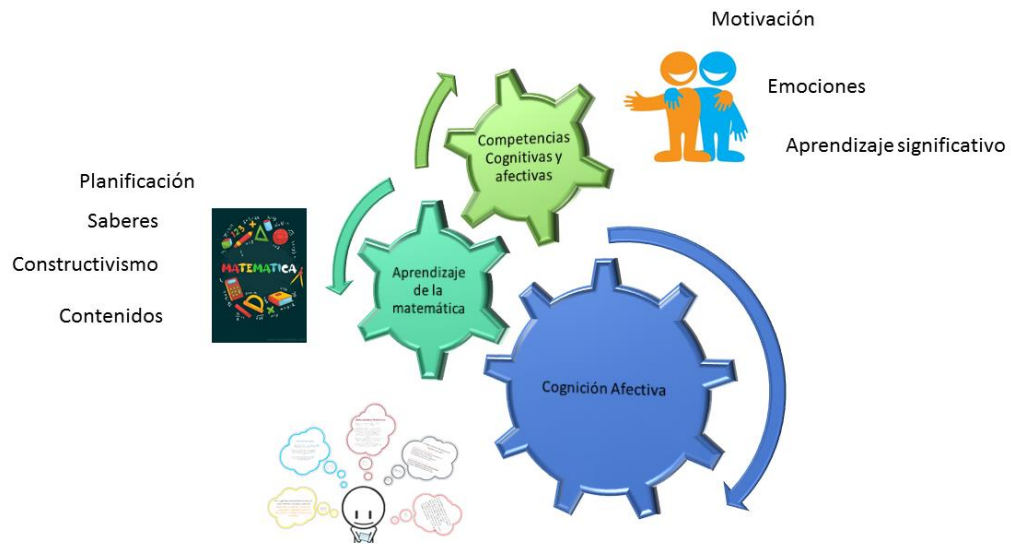 Motivación
Emociones
Aprendizaje significativo
Competencias
Cognitivas y
afectivas
Planificación
Saberes
Constructivismo
Contenidos
MATEMATICA
Aprendizaje
de la
matemática
Cognición Afectiva